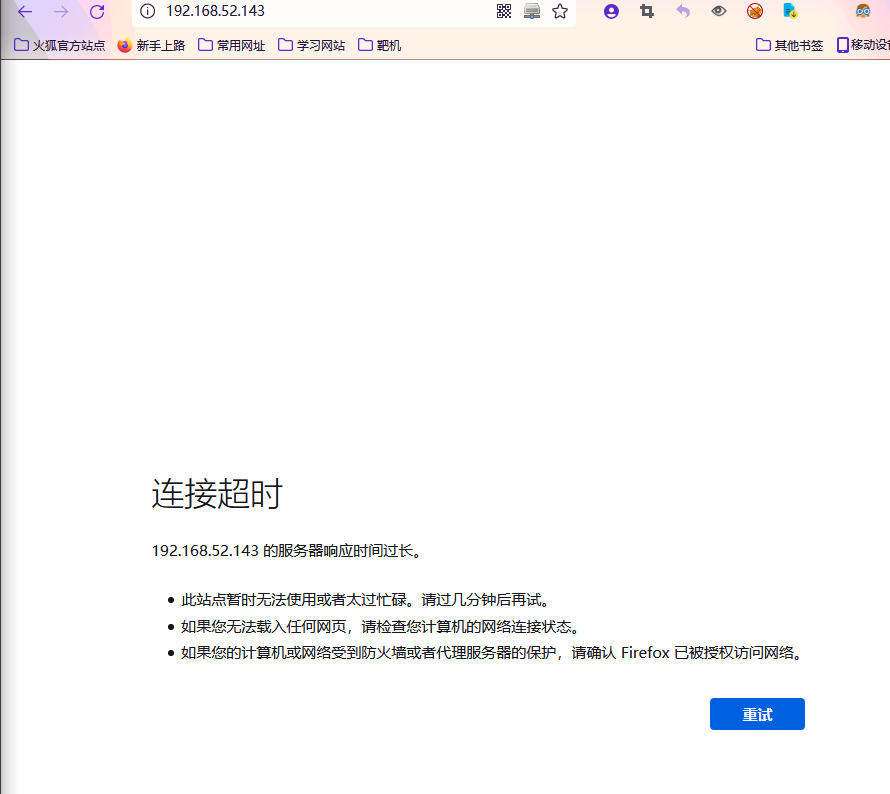 192.168.52.143
火狐官方站点 新手上路 常用网址 学习网站 靶机 其他书签 移动设
连接超时
192.168.52.143 的服务器响应时间过长。
此站点暂时无法使用或者太过忙碌。请过几分钟后再试。
如果您无法载入任何网页，请检查您计算机的网络连接状态。
如果您的计算机或网络受到防火墙或者代理服务器的保护，请确认 Firefox 已被授权访问网络。
重试